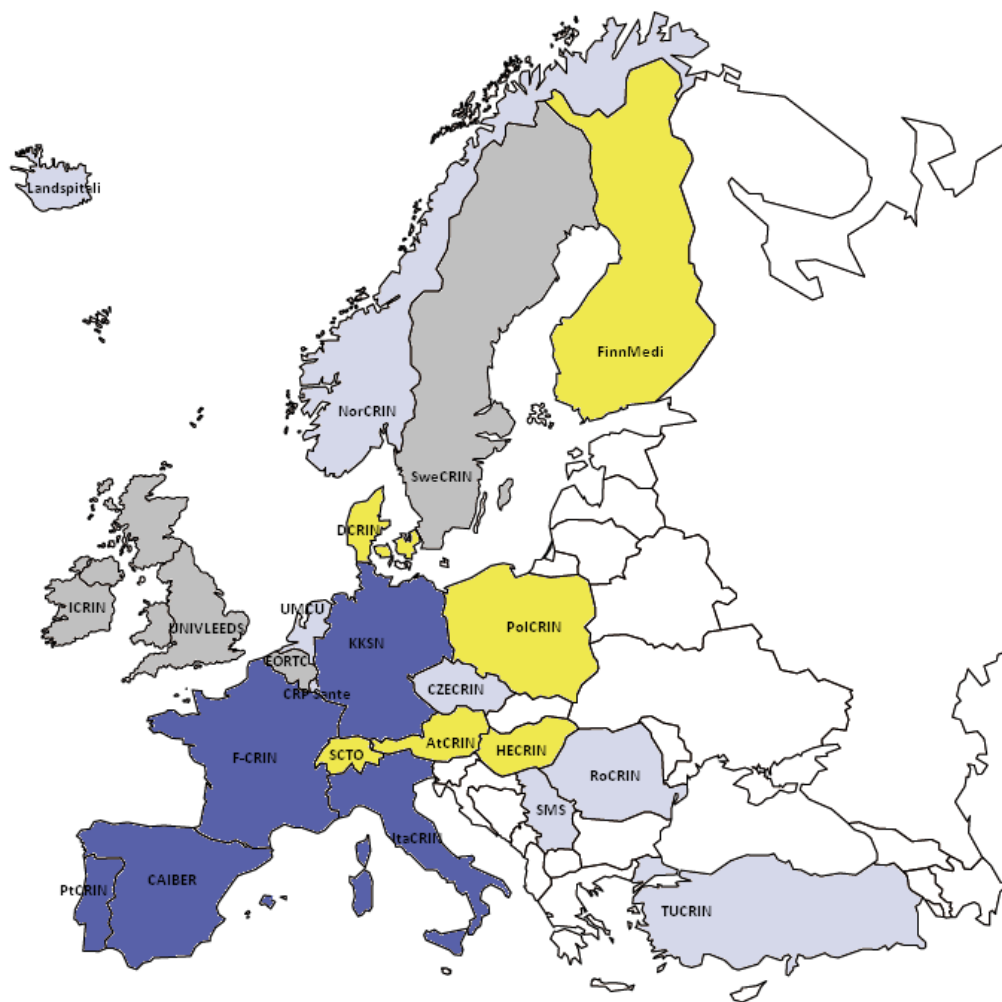 Landspitali
FinnMedi
NorCRIN
SweCRIN
DCRIN
ICRIN
UNIVLEEDS
UMCU
KKSN
PolCRIN
EORTC
CRP Sante
CZECRIN
F-CRIN
SCTO
AtCRIN
HECRIN
RoCRIN
SMS
ItaCRIN
PtCRIN
CAIBER
TUCRIN